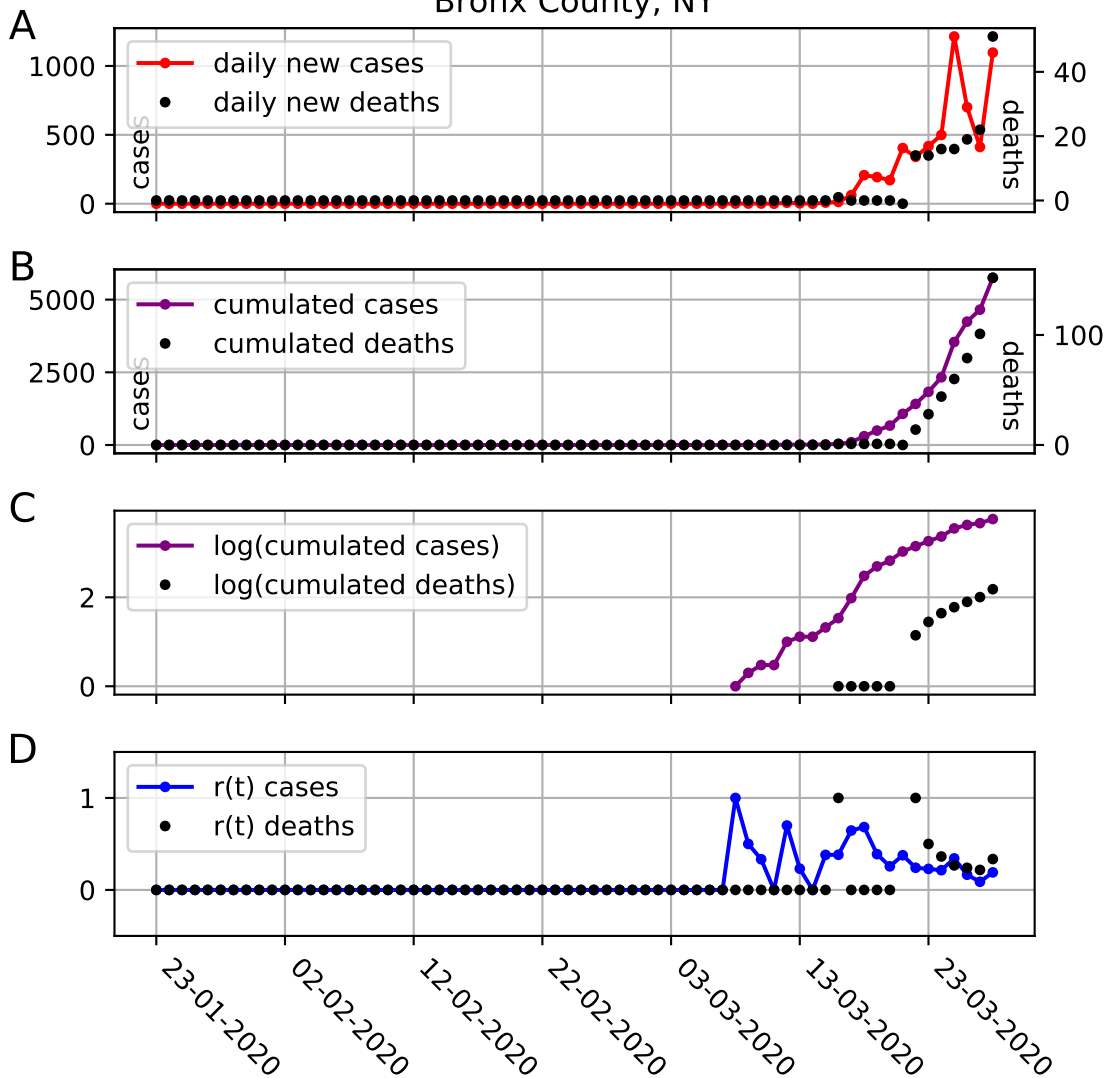 Bronx County, NY
A
daily new cases
daily new deaths
1000
500
0
cases
40
20
0
deaths
B
cumulated cases
cumulated deaths
5000
2500
0
cases
100
0
deaths
C
log(cumulated cases)
log(cumulated deaths)
2
0
D
r(t) cases
r(t) deaths
1
0
23-01-2020
02-02-2020
12-02-2020
22-02-2020
03-03-2020
13-03-2020
23-03-2020